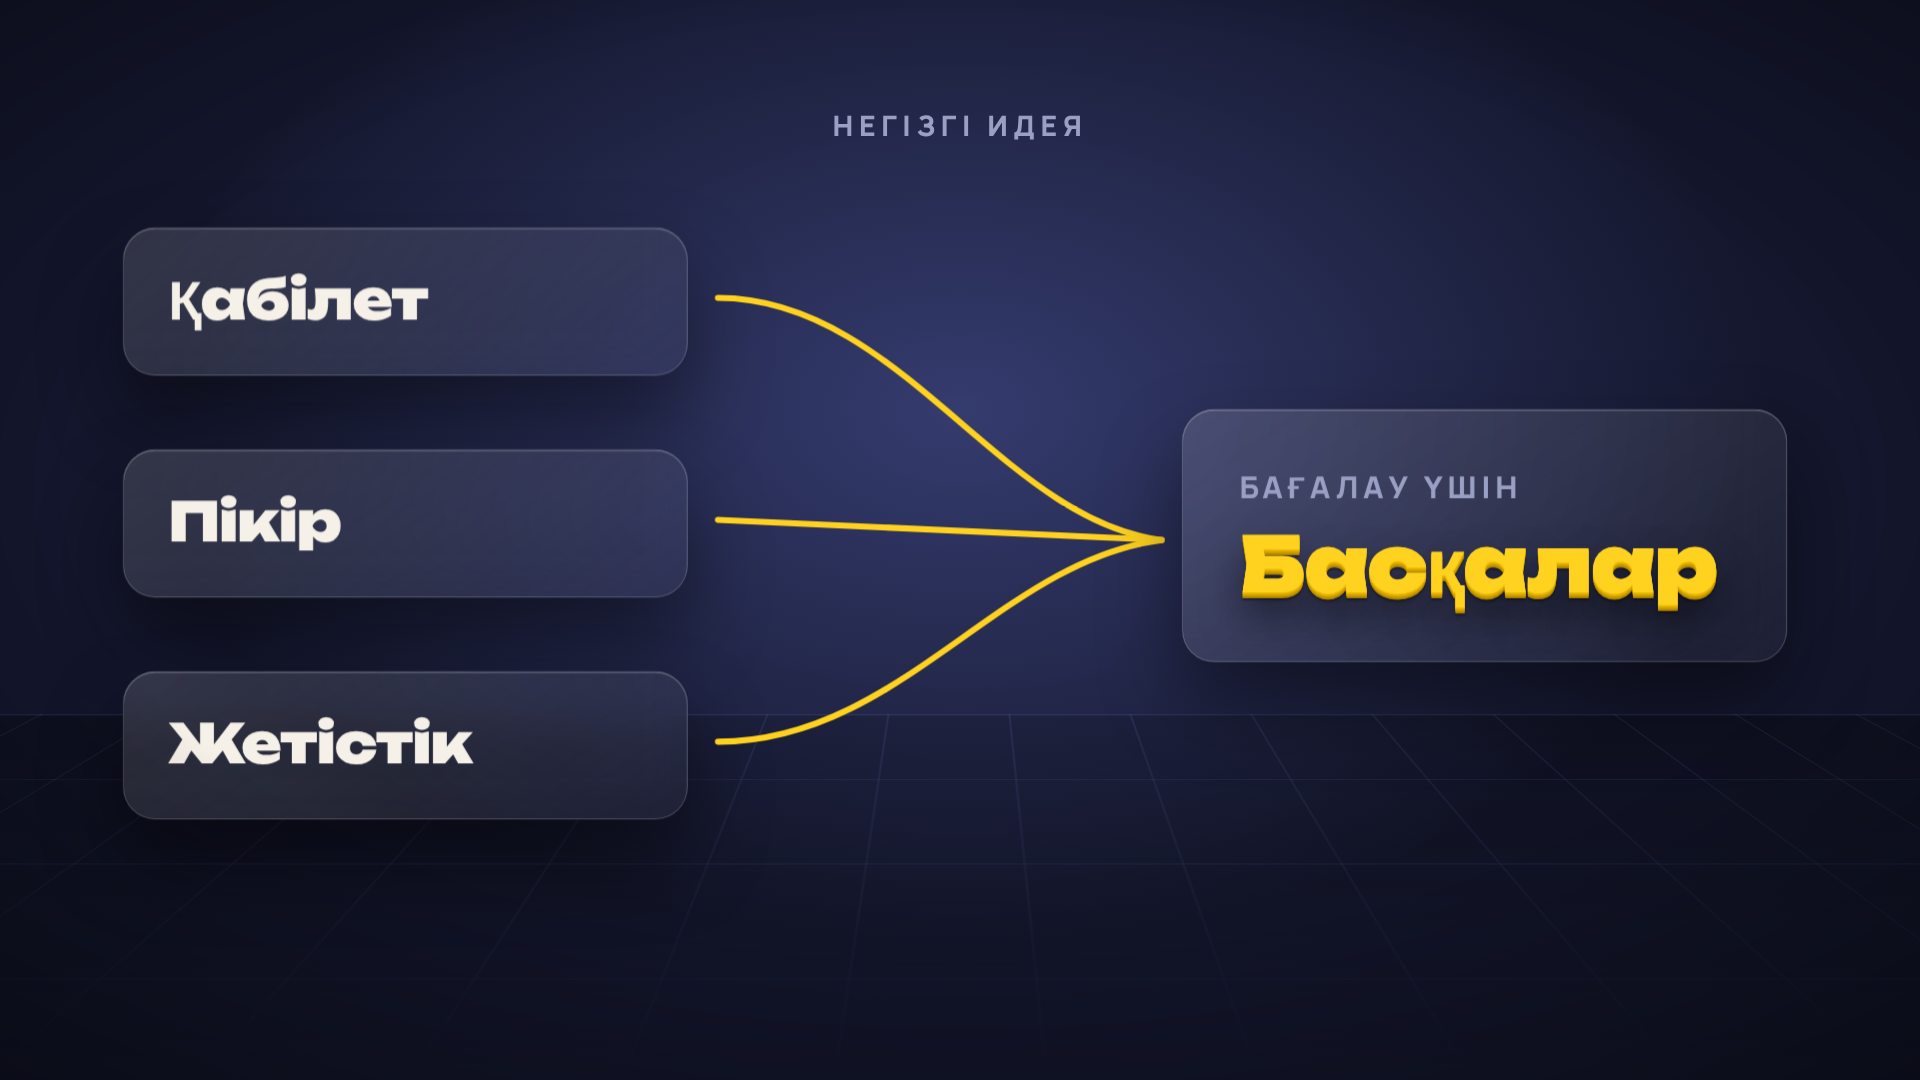 НЕГІЗГІ ИДЕЯ
Қабілет
Пікір
Жетістік
БАҒАЛАУ ҮШІН
Басқалар